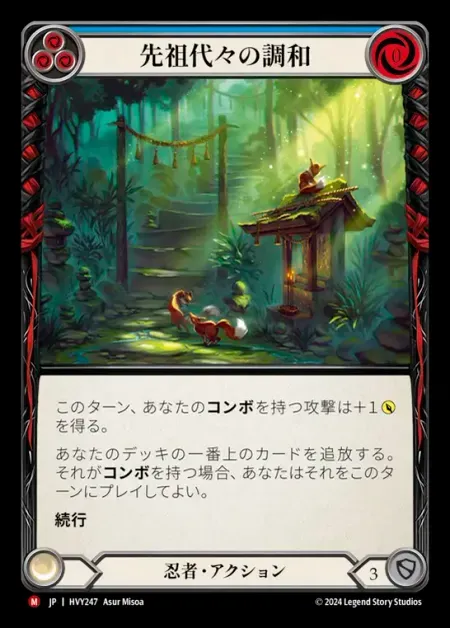 0
先祖代々の調和
このターン、あなたのコンボを持つ攻撃は+1
を得る。
あなたのデッキの一番上のカードを追放する。
それがコンボを持つ場合、あなたはそれをこのタ
ーンにプレイしてよい。
続行
忍者・アクション
3
M JP | HVY247 Asur Misoa
© 2024 Legend Story Studios